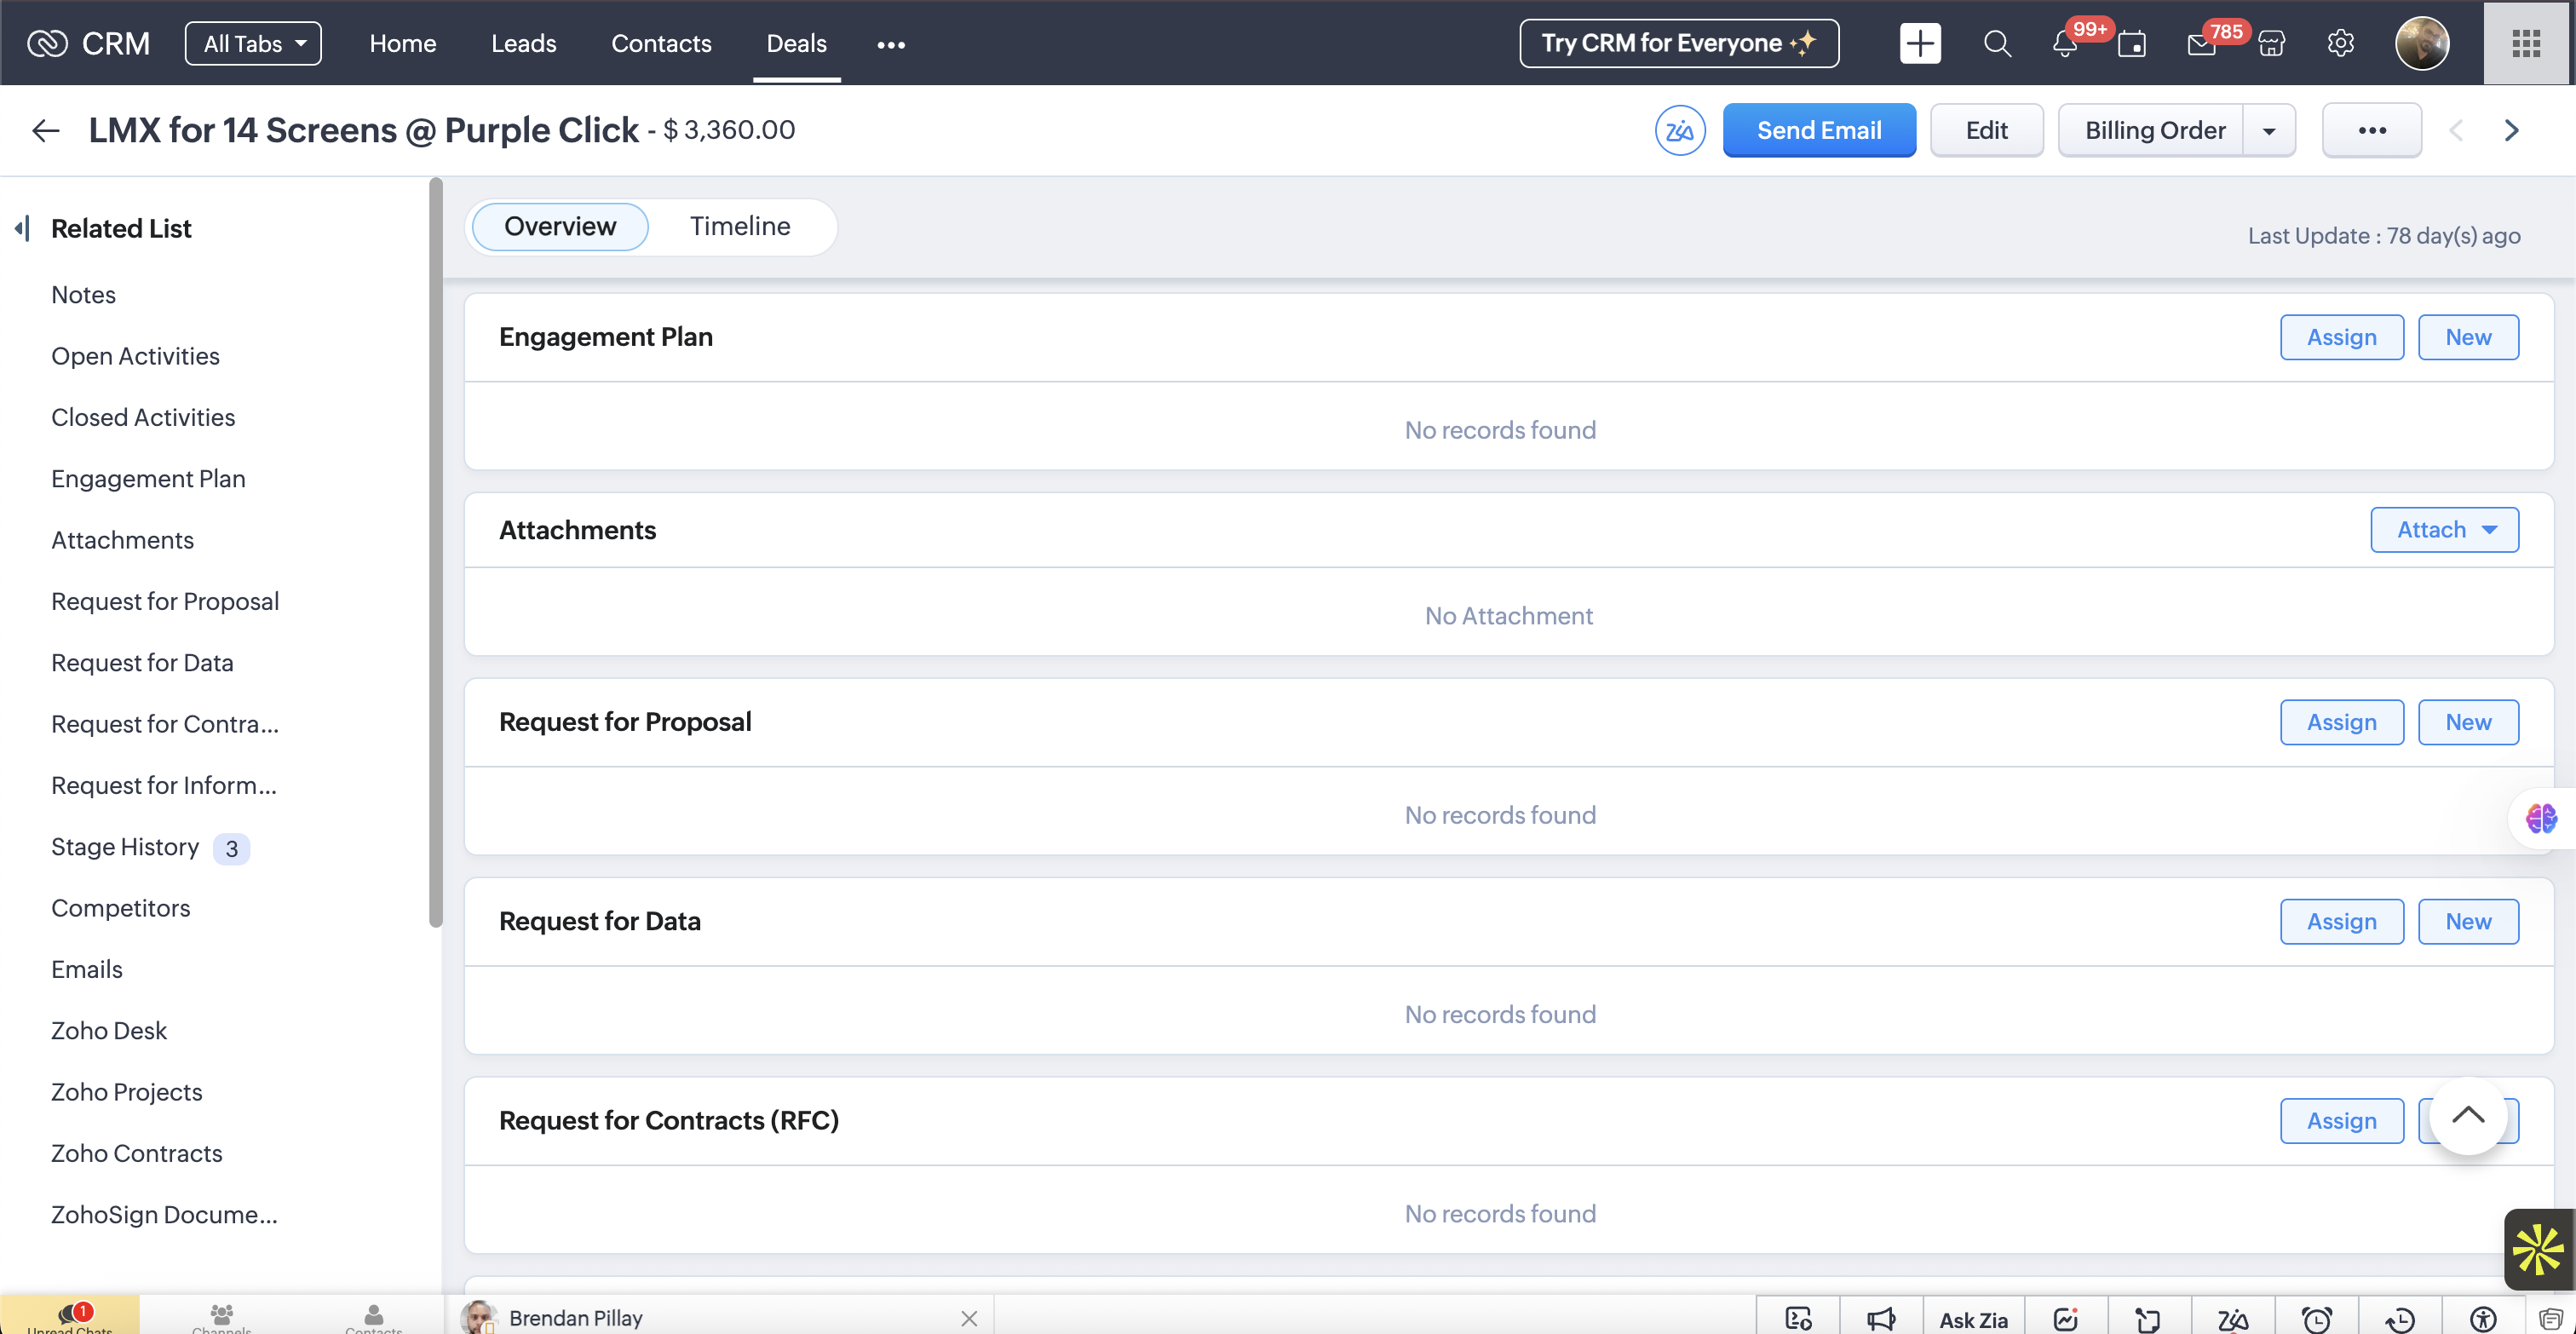 CRM All Tabs Home Leads Contacts Deals ••• Try CRM for Everyone 99+ 785
LMX for 14 Screens @ Purple Click - $ 3,360.00 Zia Send Email Edit Billing Order •••
Related List
Notes
Open Activities
Closed Activities
Engagement Plan
Attachments
Request for Proposal
Request for Data
Request for Contra...
Request for Inform...
Stage History 3
Competitors
Emails
Zoho Desk
Zoho Projects
Zoho Contracts
ZohoSign Docume...
Overview Timeline
Last Update : 78 day(s) ago
Engagement Plan Assign New
No records found
Attachments Attach
No Attachment
Request for Proposal Assign New
No records found
Request for Data Assign New
No records found
Request for Contracts (RFC) Assign
No records found
1
Unread Chats Channels Contacts Brendan Pillay Ask Zia Zia